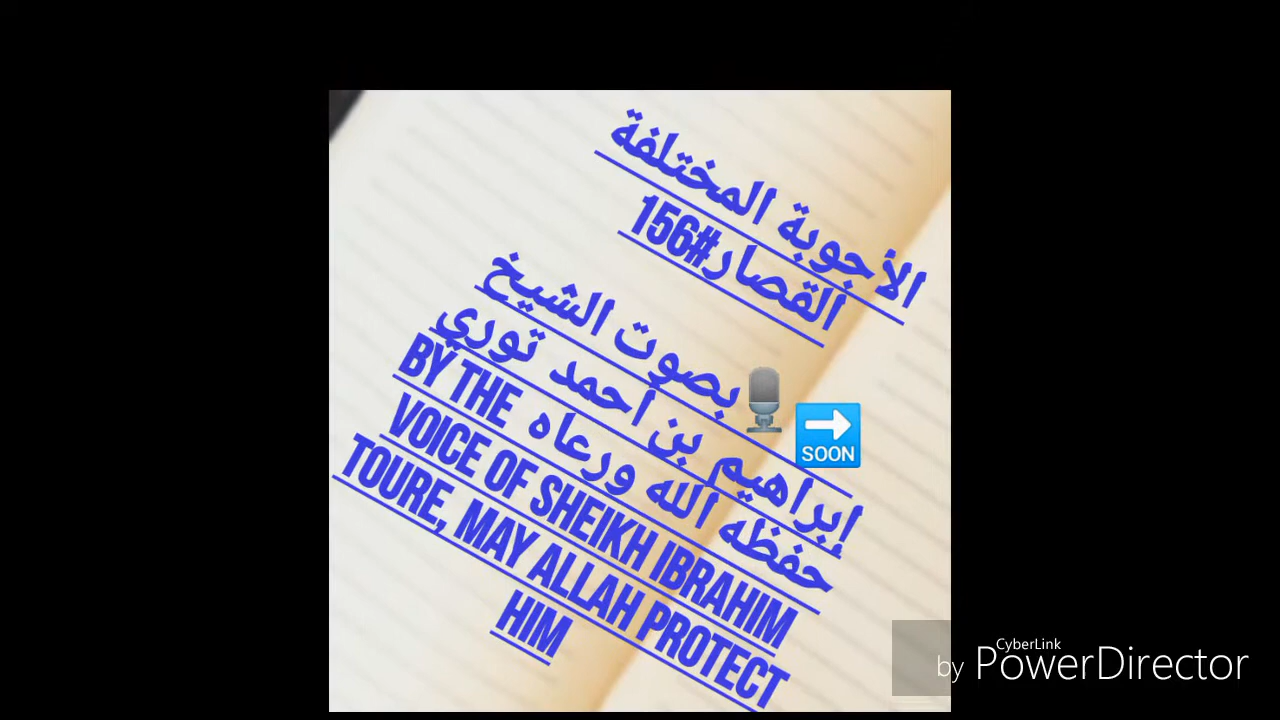 الأجوبة المختلفة
القصار#156
🎙️بصوت الشيخ
إبراهيم بن أحمد توري
حفظه الله ورعاه BY THE
VOICE OF SHEIKH IBRAHIM
TOURE, MAY ALLAH PROTECT
HIM
SOON
CyberLink
by PowerDirector